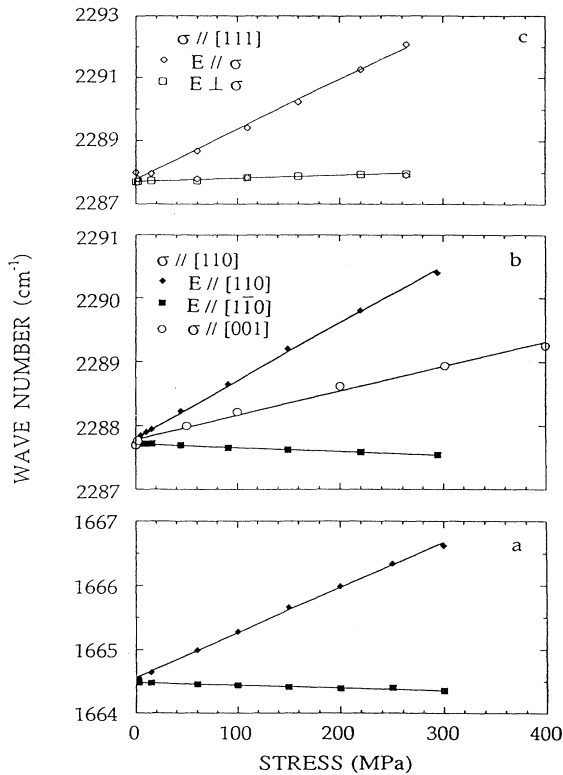 2293
c
σ // [111]
E // σ
E ⊥ σ
2291
2289
2287
2291
b
σ // [110]
E // [110]
E // [11̄0]
σ // [001]
2290
2289
2288
2287
WAVE NUMBER (cm⁻¹)
1667
a
1666
1665
1664
0 100 200 300 400
STRESS (MPa)